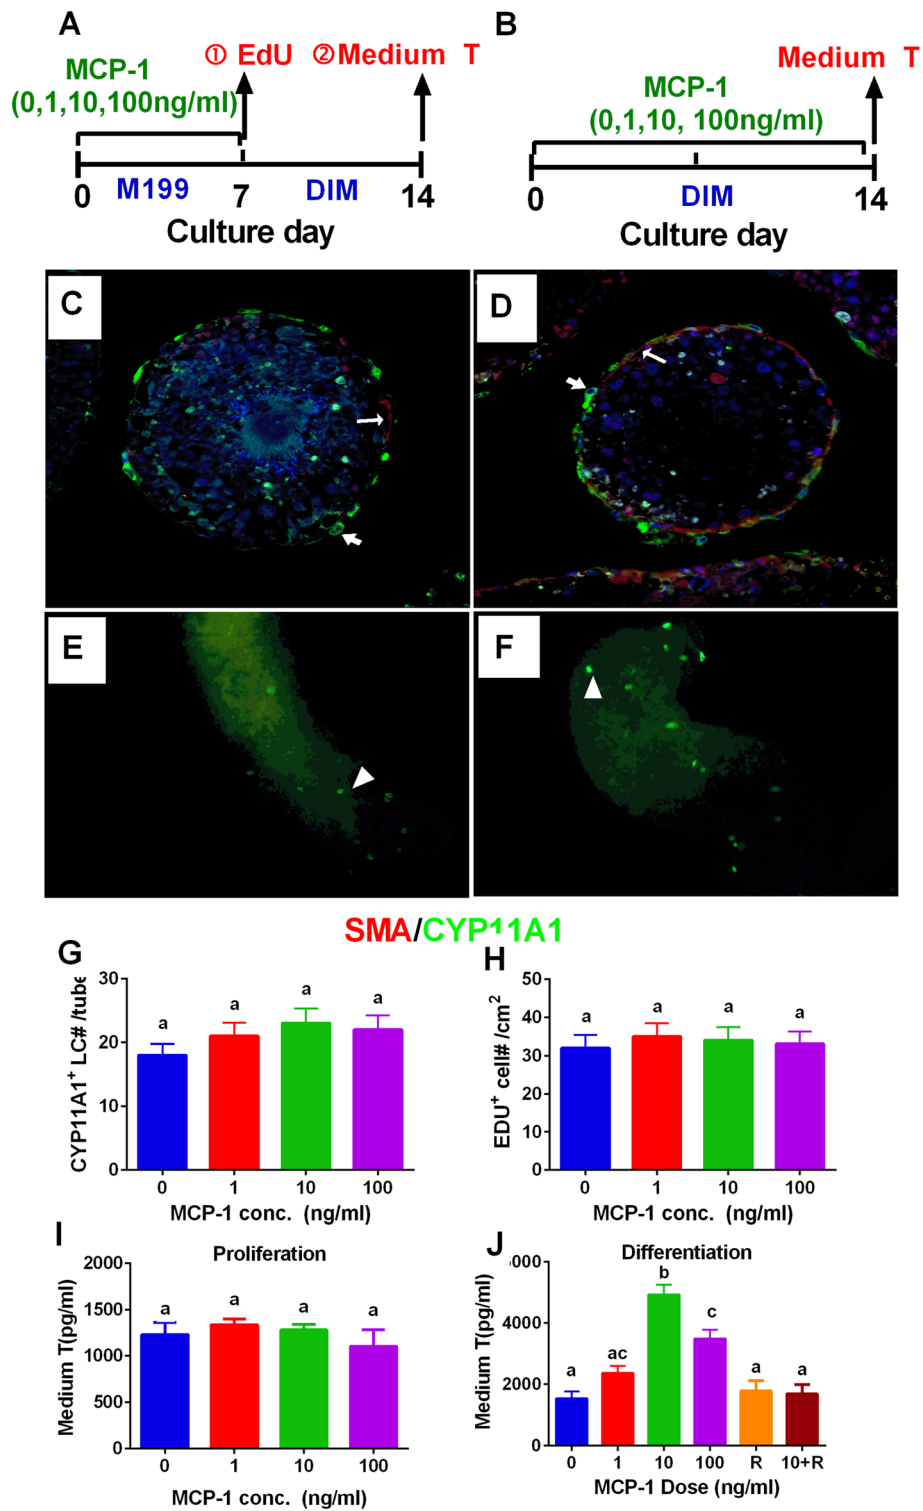 A
① EdU ②Medium T
MCP-1
(0,1,10,100ng/ml)
0 M199 7 DIM 14
Culture day
B
Medium T
MCP-1
(0,1,10, 100ng/ml)
0 DIM 14
Culture day
C
D
E
F
SMA/CYP11A1
G
CYP11A1+ LC# /tube
30
20
10
0
a a a a
0 1 10 100
MCP-1 conc. (ng/ml)
H
EDU+ cell# /cm2
50
40
30
20
10
0
a a a a
0 1 10 100
MCP-1 conc. (ng/ml)
I
Proliferation
Medium T(pg/ml)
2000
1500
1000
500
0
a a a a
0 1 10 100
MCP-1 conc. (ng/ml)
J
Differentiation
Medium T(pg/ml)
4000
2000
0
a ac b c a a
0 1 10 100 R 10+R
MCP-1 Dose (ng/ml)